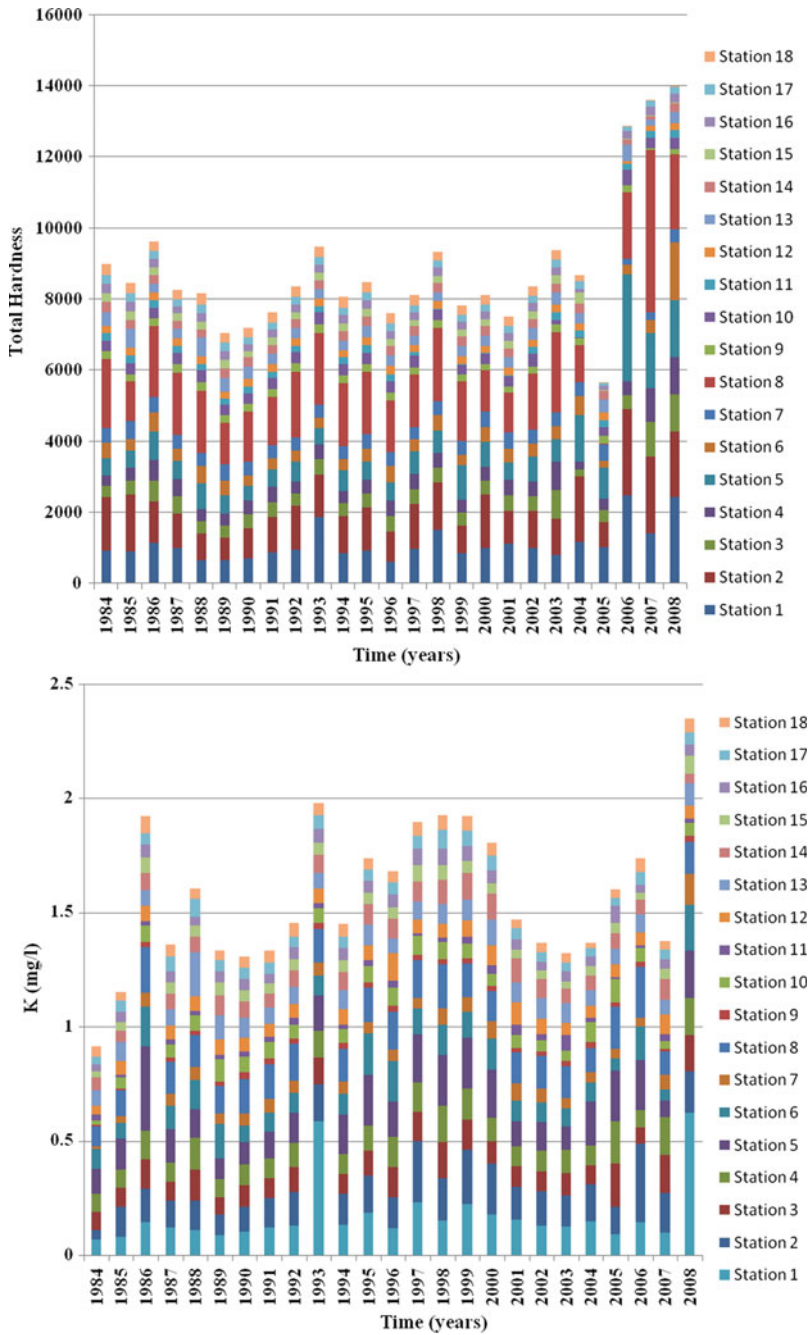 16000
14000
12000
10000
8000
6000
4000
2000
0
Total Hardness
1984 1985 1986 1987 1988 1989 1990 1991 1992 1993 1994 1995 1996 1997 1998 1999 2000 2001 2002 2003 2004 2005 2006 2007 2008
Time (years)
Station 18
Station 17
Station 16
Station 15
Station 14
Station 13
Station 12
Station 11
Station 10
Station 9
Station 8
Station 7
Station 6
Station 5
Station 4
Station 3
Station 2
Station 1
2.5
2
1.5
1
0.5
0
K (mg/l)
1984 1985 1986 1987 1988 1989 1990 1991 1992 1993 1994 1995 1996 1997 1998 1999 2000 2001 2002 2003 2004 2005 2006 2007 2008
Time (years)
Station 18
Station 17
Station 16
Station 15
Station 14
Station 13
Station 12
Station 11
Station 10
Station 9
Station 8
Station 7
Station 6
Station 5
Station 4
Station 3
Station 2
Station 1